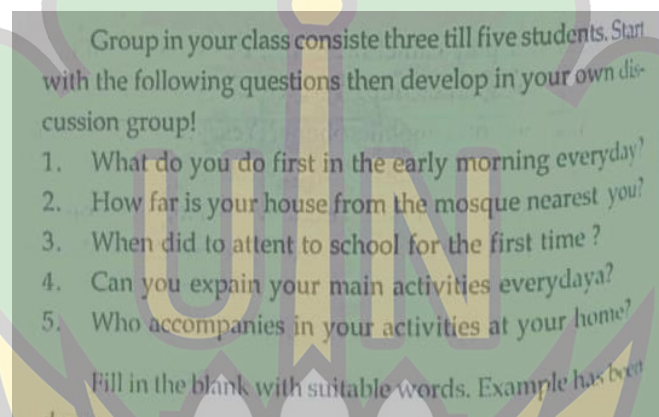 Group in your class consiste three till five students. Start
with the following questions then develop in your own dis-
cussion group!
1. What do you do first in the early morning everyday?
2. How far is your house from the mosque nearest you?
3. When did to attent to school for the first time ?
4. Can you expain your main activities everydaya?
5. Who accompanies in your activities at your home?
Fill in the blank with suitable words. Example has been
UIN